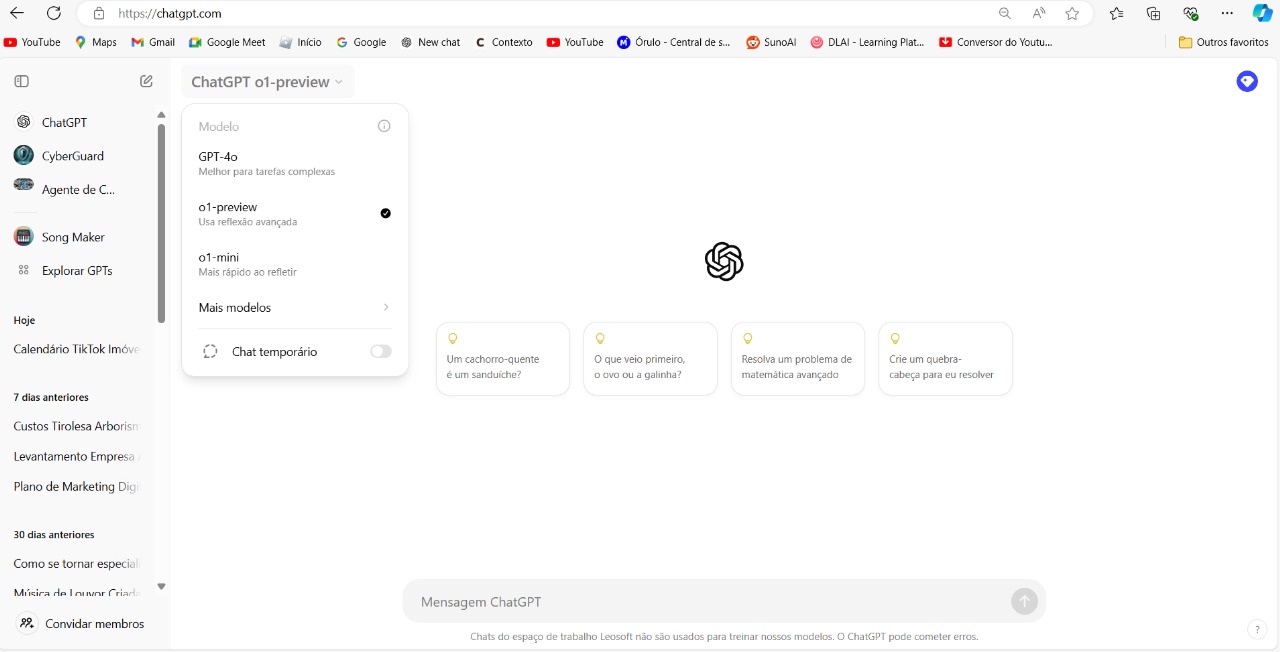 https://chatgpt.com
YouTube
Maps
Gmail
Google Meet
Início
Google
New chat
Contexto
YouTube
Órulo - Central de s...
SunoAI
DLAI - Learning Plat...
Conversor do Youtu...
Outros favoritos
ChatGPT o1-preview
ChatGPT
CyberGuard
Agente de C...
Song Maker
Explorar GPTs
Hoje
Calendário TikTok Imóve
7 dias anteriores
Custos Tirolesa Arborism
Levantamento Empresa A
Plano de Marketing Digi
30 dias anteriores
Como se tornar especiali
Música de Louvor Criada
Convidar membros
Modelo
GPT-4o
Melhor para tarefas complexas
o1-preview
Usa reflexão avançada
o1-mini
Mais rápido ao refletir
Mais modelos
Chat temporário
Um cachorro-quente
é um sanduíche?
O que veio primeiro,
o ovo ou a galinha?
Resolva um problema de
matemática avançado
Crie um quebra-
cabeça para eu resolver
Mensagem ChatGPT
Chats do espaço de trabalho Leosoft não são usados para treinar nossos modelos. O ChatGPT pode cometer erros.
?